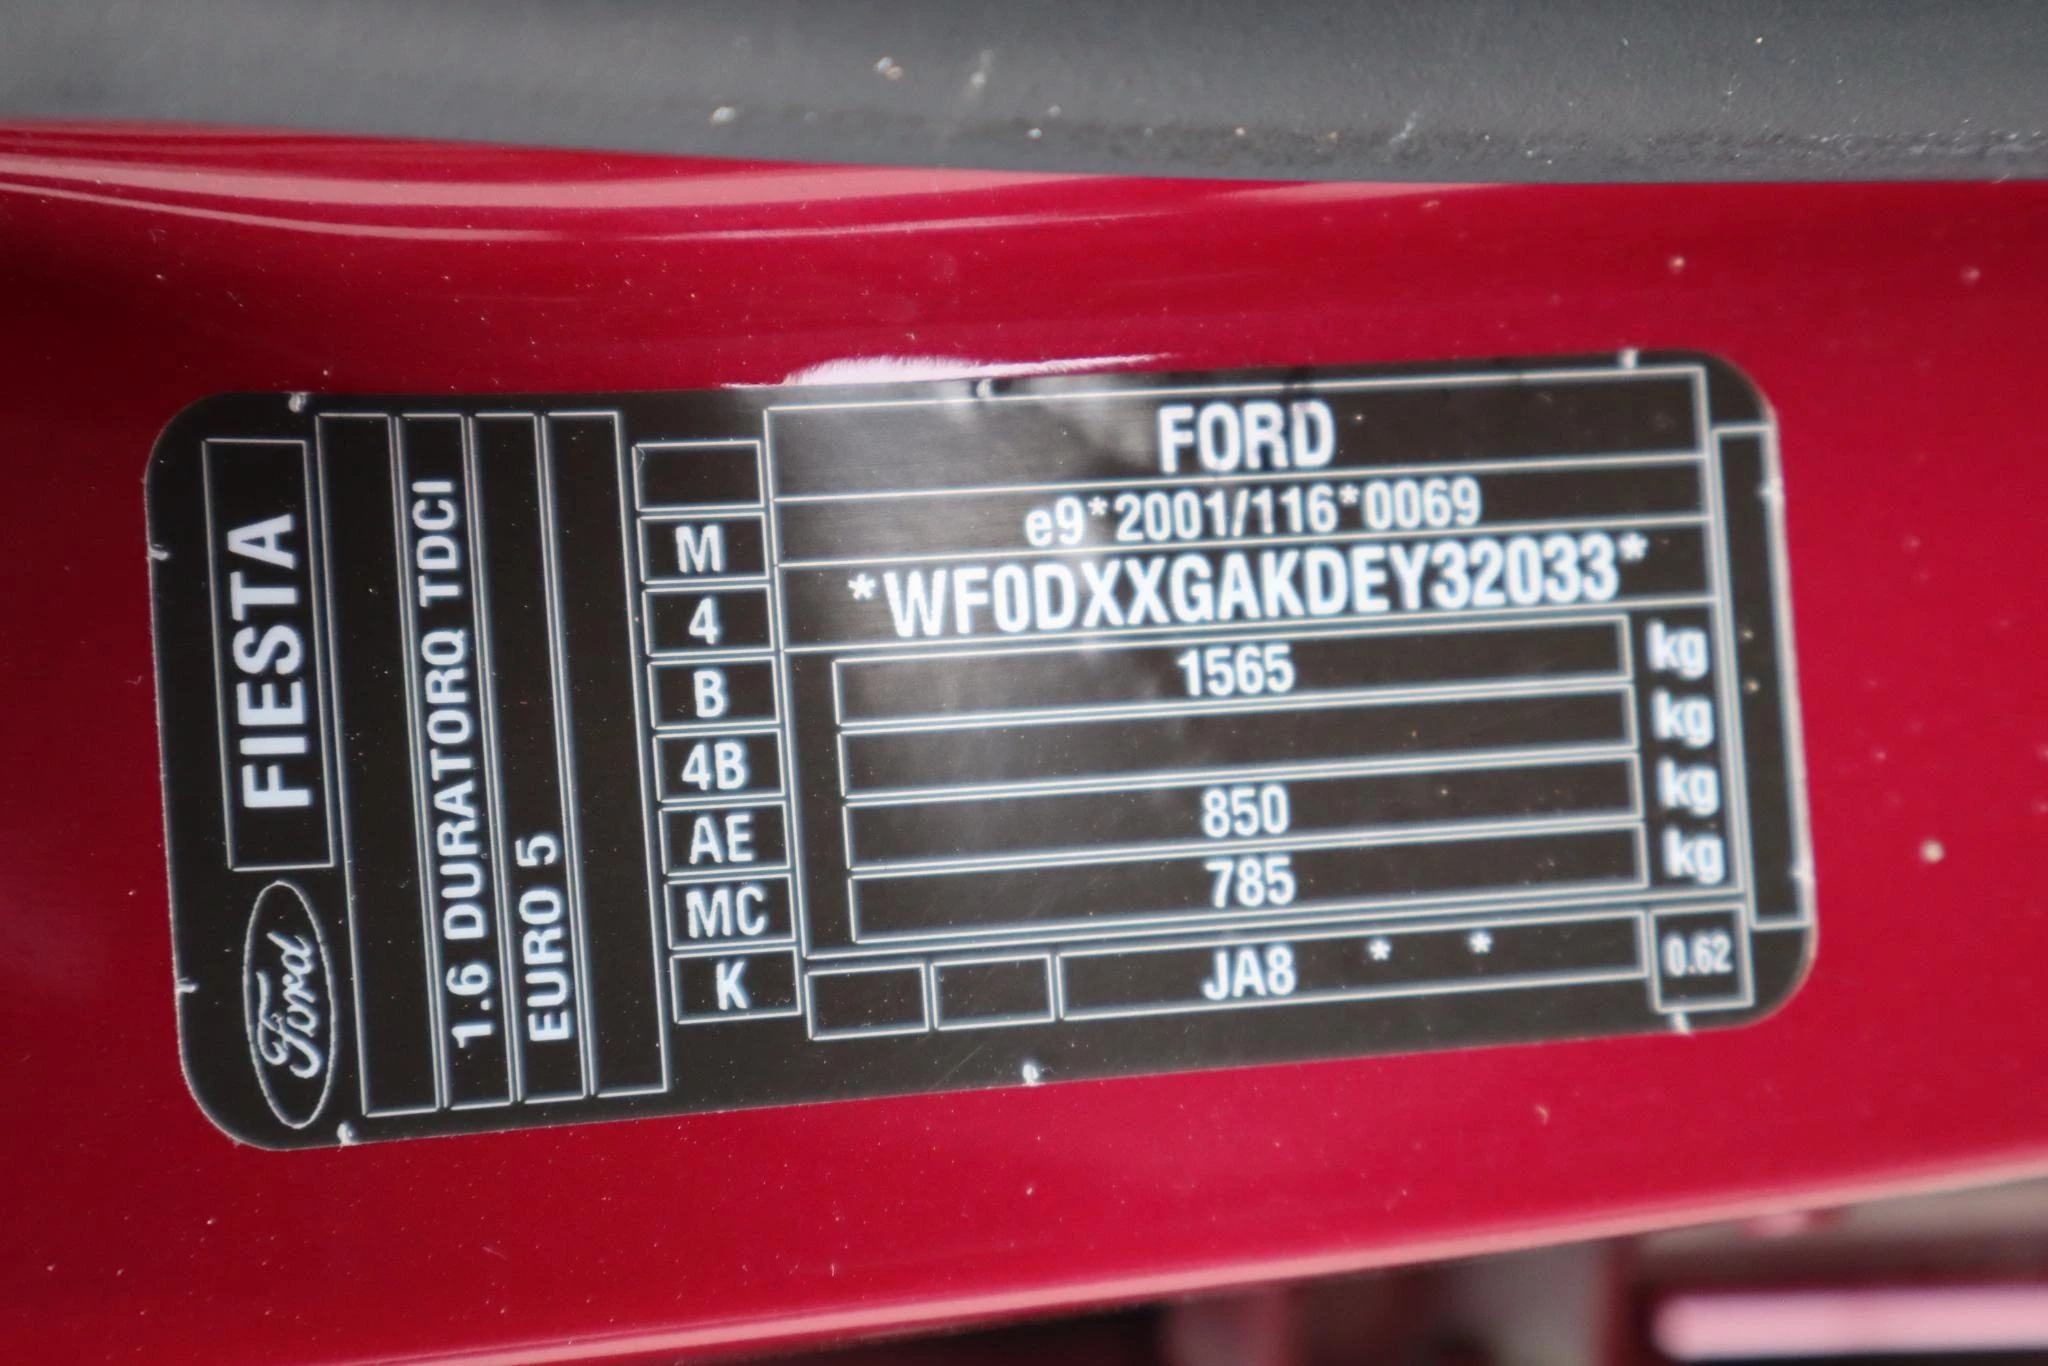 FORD
e9*2001/116*0069
*WF0DXXGAKDEY32033*
M
4
B 1565 kg
4B kg
AE 850 kg
MC 785 kg
K JA8 * * 0.62
Ford FIESTA
1.6 DURATORQ TDCI
EURO 5